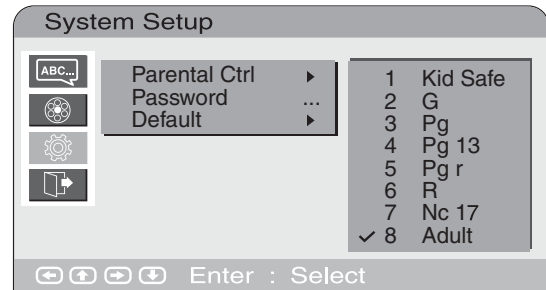 System Setup
ABC...
Parental Ctrl
Password ...
Default
1 Kid Safe
2 G
3 Pg
4 Pg 13
5 Pg r
6 R
7 Nc 17
8 Adult
Enter : Select